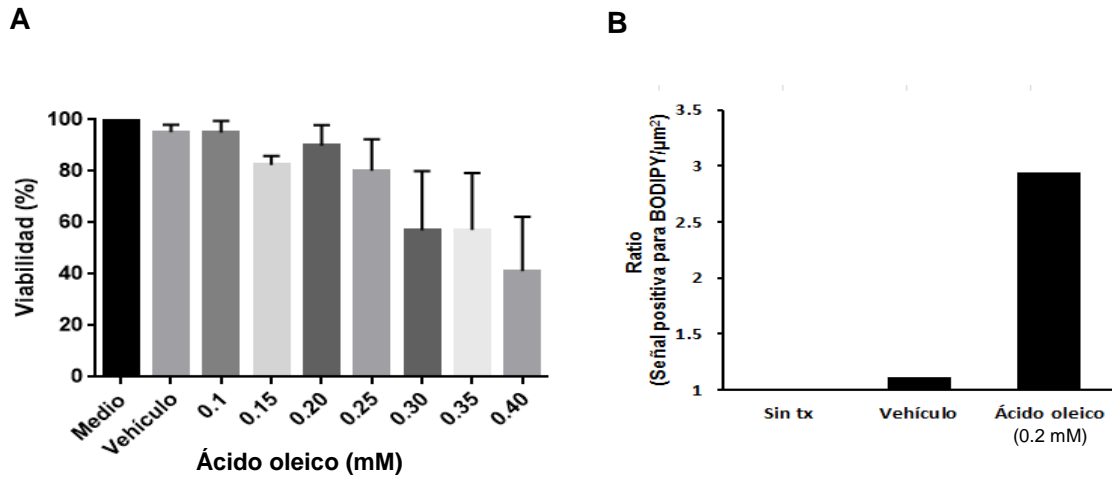 A
Viabilidad (%)
100
80
60
40
20
0
Medio
Vehículo
0.1
0.15
0.20
0.25
0.30
0.35
0.40
Ácido oleico (mM)
B
Ratio
(Señal positiva para BODIPY/µm²)
3.5
3
2.5
2
1.5
1
Sin tx
Vehículo
Ácido oleico
(0.2 mM)